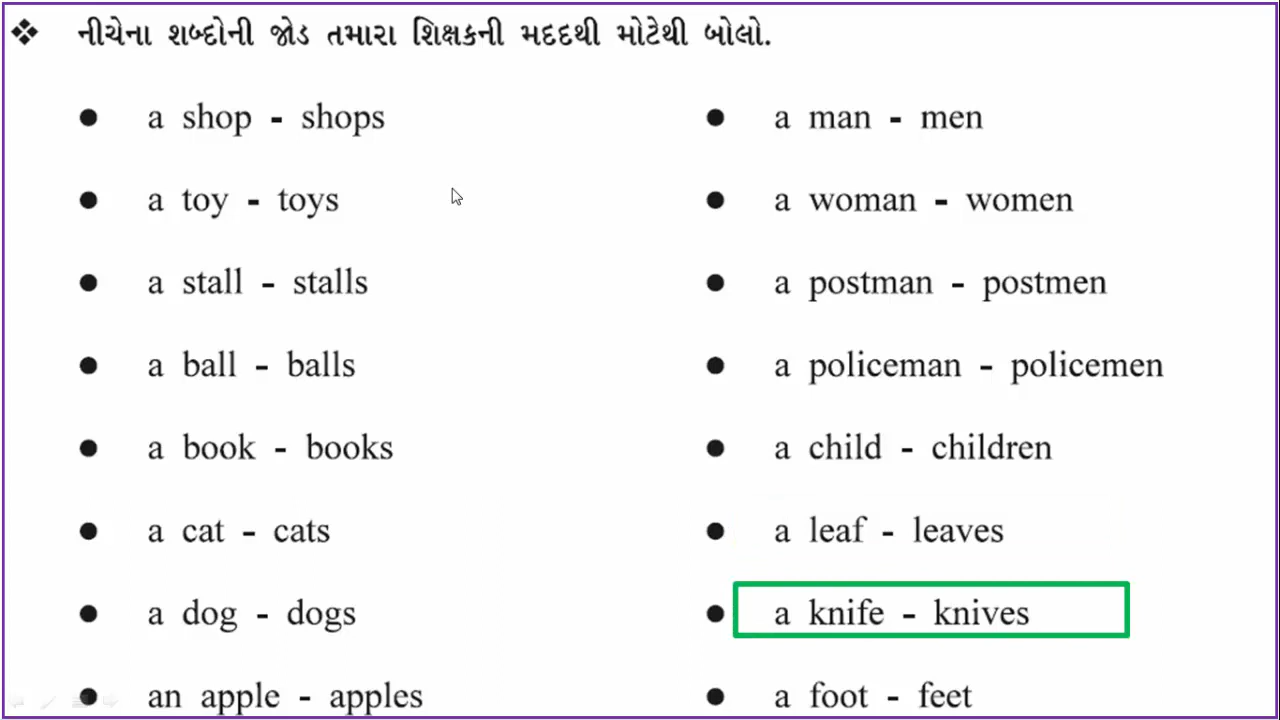 ❖ નીચેના શબ્દોની જોડ તમારા શિક્ષકની મદદથી મોટેથી બોલો.
● a shop - shops
● a toy - toys
● a stall - stalls
● a ball - balls
● a book - books
● a cat - cats
● a dog - dogs
● an apple - apples
● a man - men
● a woman - women
● a postman - postmen
● a policeman - policemen
● a child - children
● a leaf - leaves
● a knife - knives
● a foot - feet